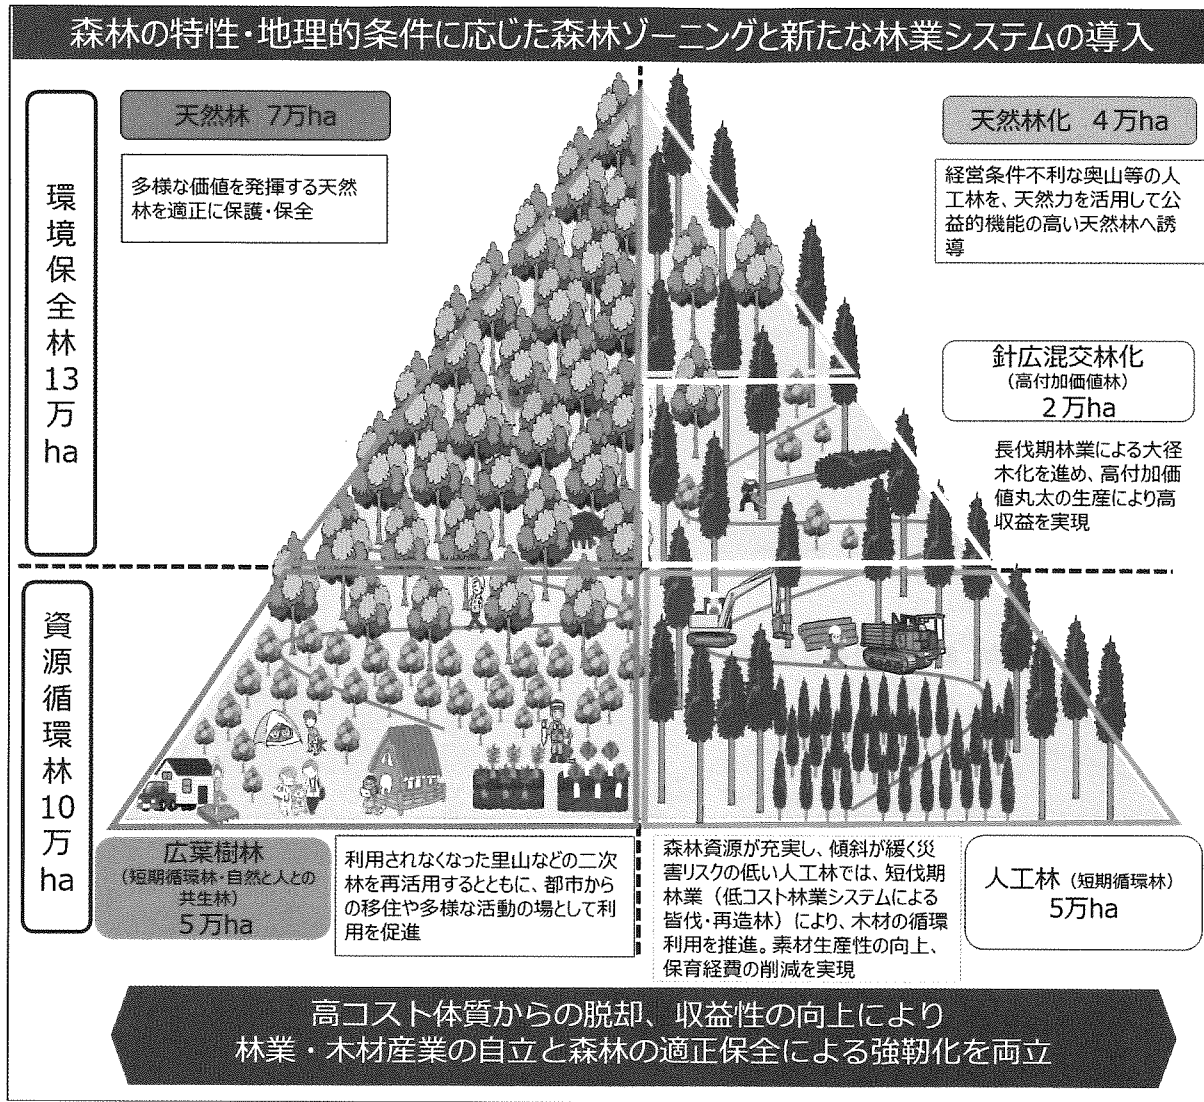 森林の特性・地理的条件に応じた森林ゾーニングと新たな林業システムの導入
環境保全林13万ha
天然林 7万ha
多様な価値を発揮する天然
林を適正に保護・保全
天然林化 4万ha
経営条件不利な奥山等の人
工林を、天然力を活用して公
益的機能の高い天然林へ誘
導
針広混交林化
(高付加価値林)
2万ha
長伐期林業による大径
木化を進め、高付加価
値丸太の生産により高
収益を実現
資源循環林10万ha
広葉樹林
(短期循環林・自然と人との
共生林)
5万ha
利用されなくなった里山などの二次
林を再活用するとともに、都市から
の移住や多様な活動の場として利
用を促進
森林資源が充実し、傾斜が緩く災
害リスクの低い人工林では、短伐期
林業（低コスト林業システムによる
皆伐・再造林）により、木材の循環
利用を推進。素材生産性の向上、
保育経費の削減を実現
人工林（短期循環林）
5万ha
高コスト体質からの脱却、収益性の向上により
林業・木材産業の自立と森林の適正保全による強靭化を両立